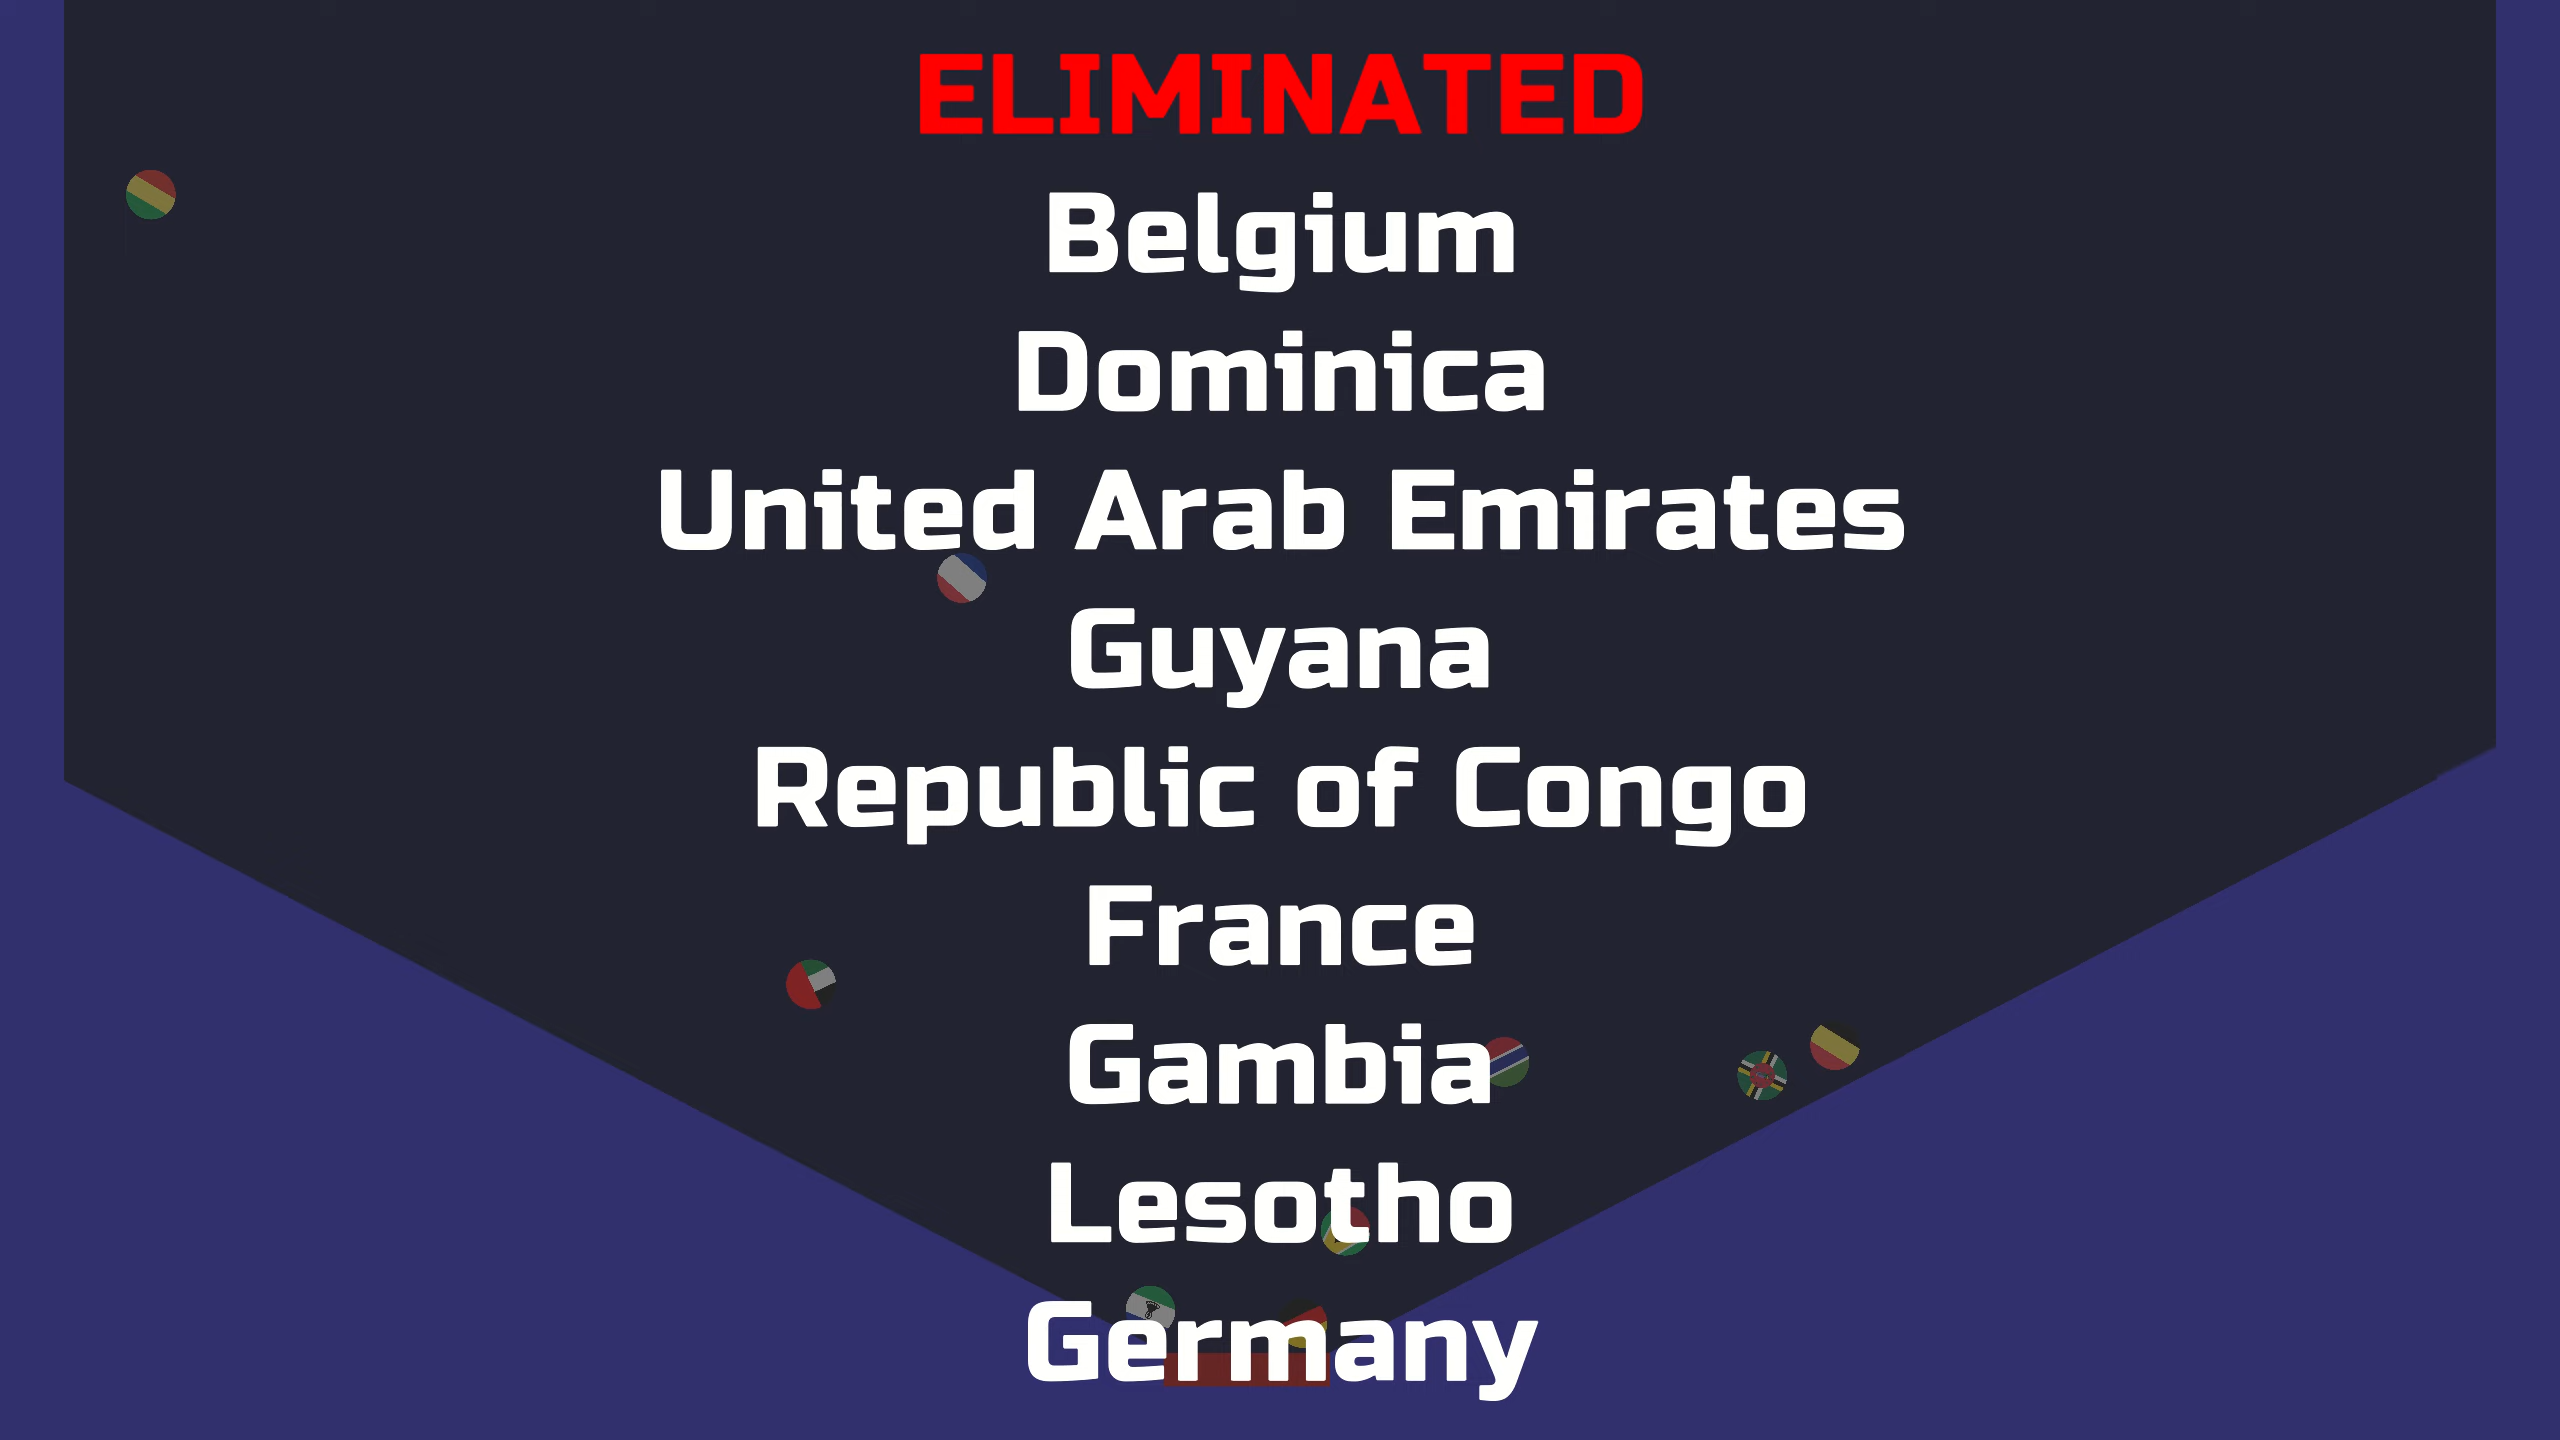 ELIMINATED
Belgium
Dominica
United Arab Emirates
Guyana
Republic of Congo
France
Gambia
Lesotho
Germany